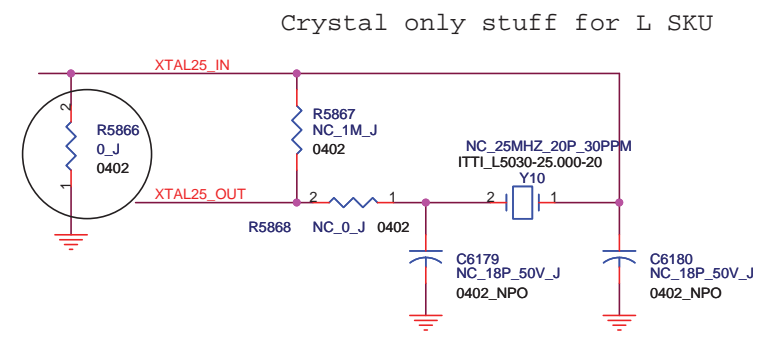 Crystal only stuff for L SKU
XTAL25_IN
2
R5866
0_J
0402
1
R5867
NC_1M_J
0402
XTAL25_OUT
2
1
R5868
NC_0_J
0402
NC_25MHZ_20P_30PPM
ITTI_L5030-25.000-20
Y10
2
1
C6179
NC_18P_50V_J
0402_NPO
C6180
NC_18P_50V_J
0402_NPO